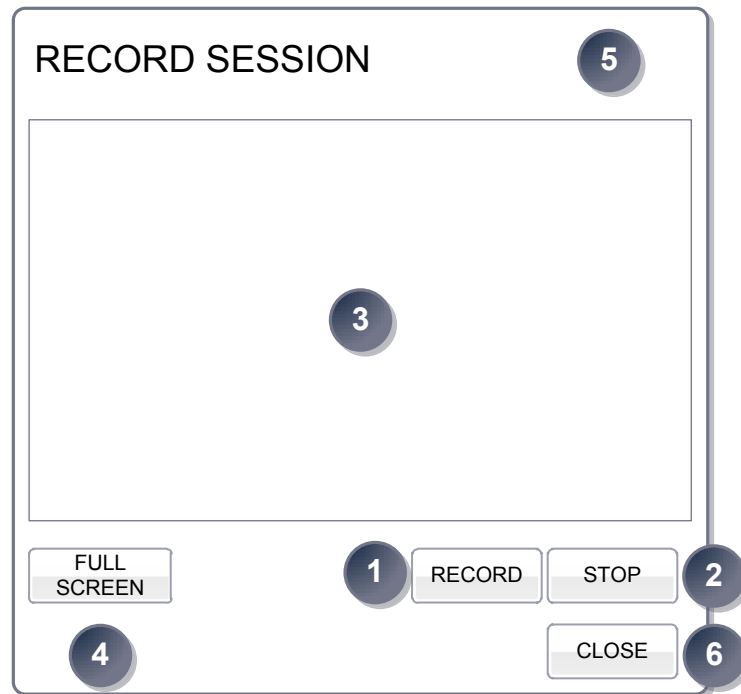 RECORD SESSION
5
3
FULL
SCREEN
1
RECORD
STOP
2
4
CLOSE
6